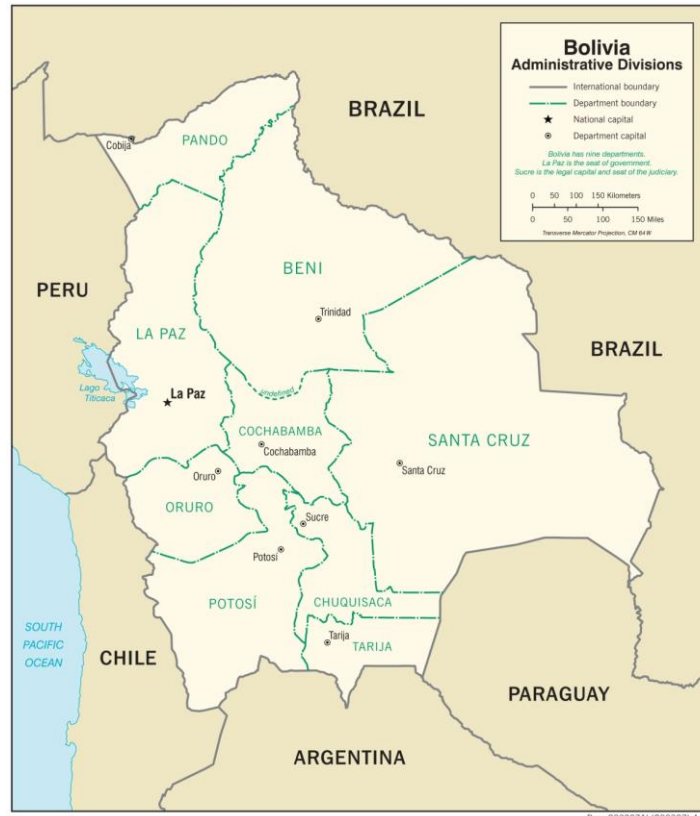 Bolivia
Administrative Divisions
International boundary
Department boundary
National capital
Department capital
Bolivia has nine departments.
La Paz is the seat of government.
Sucre is the legal capital and seat of the judiciary.
0 50 100 150 Kilometers
0 50 100 150 Miles
Transverse Mercator Projection, CM 64W
BRAZIL
PANDO
Cobija
BENI
PERU
Trinidad
LA PAZ
BRAZIL
Lago
Titicaca
La Paz
undefined
COCHABAMBA
Cochabamba
SANTA CRUZ
Santa Cruz
Oruro
ORURO
Sucre
Potosí
POTOSÍ
CHUQUISACA
SOUTH
PACIFIC
OCEAN
CHILE
Tarija
TARIJA
PARAGUAY
ARGENTINA